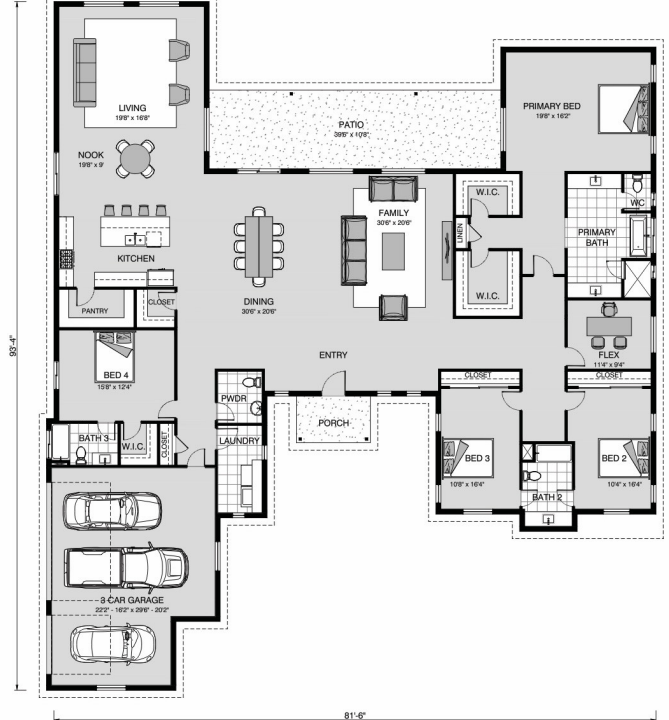 LIVING
19'8" X 16'8"
PRIMARY BED
19'8" X 16'2"
PATIO
39'6" X 10'8"
NOOK
19'8" X 9'
W.I.C.
WC
FAMILY
30'6" X 20'6"
LINEN
PRIMARY
BATH
KITCHEN
DINING
30'6" X 20'6"
W.I.C.
PANTRY
CLOSET
ENTRY
FLEX
11'4" X 9'4"
CLOSET
CLOSET
BED 4
15'8" X 12'4"
PWDR
PORCH
BATH 3
W.I.C.
CLOSET
LAUNDRY
BED 3
10'8" X 16'4"
BED 2
10'4" X 16'4"
BATH 2
3 CAR GARAGE
22'2" - 16'2" x 29'6" - 20'2"
93'-4"
81'-6"